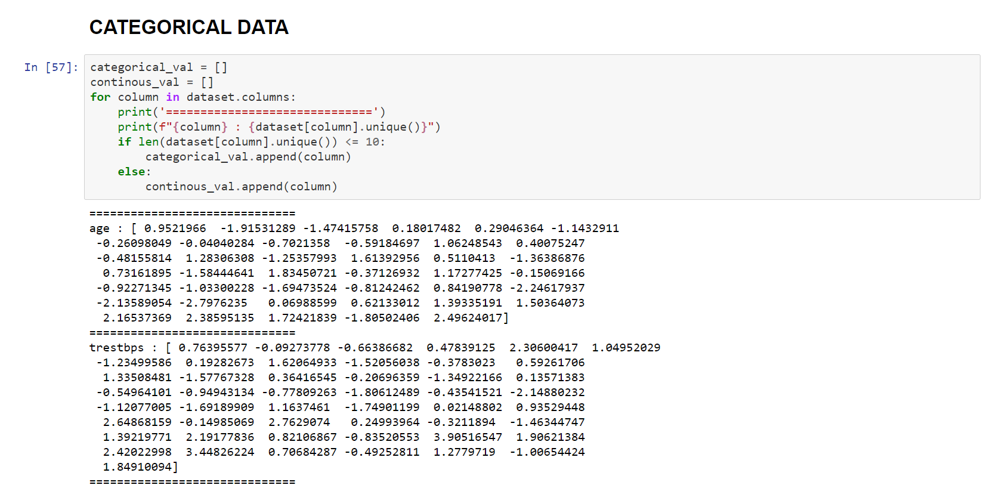 CATEGORICAL DATA
In [57]:
categorical_val = []
continous_val = []
for column in dataset.columns:
    print('==============================')
    print(f"{column} : {dataset[column].unique()}")
    if len(dataset[column].unique()) <= 10:
        categorical_val.append(column)
    else:
        continous_val.append(column)
==============================
age : [ 0.9521966  -1.91531289 -1.47415758  0.18017482  0.29046364 -1.1432911
 -0.26098049 -0.04040284 -0.7021358  -0.59184697  1.06248543  0.40075247
 -0.48155814  1.28306308 -1.25357993  1.61392956  0.5110413  -1.36386876
  0.73161895 -1.58444641  1.83450721 -0.37126932  1.17277425 -0.15069166
 -0.92271345 -1.03300228 -1.69473524 -0.81242462  0.84190778 -2.24617937
 -2.13589054 -2.7976235   0.06988599  0.62133012  1.39335191  1.50364073
  2.16537369  2.38595135  1.72421839 -1.80502406  2.49624017]
==============================
trestbps : [ 0.76395577 -0.09273778 -0.66386682  0.47839125  2.30600417  1.04952029
 -1.23499586  0.19282673  1.62064933 -1.52056038 -0.3783023   0.59261706
  1.33508481 -1.57767328  0.36416545 -0.20696359 -1.34922166  0.13571383
 -0.54964101 -0.94943134 -0.77809263 -1.80612489 -0.43541521 -2.14880232
 -1.12077005 -1.69189909  1.1637461  -1.74901199  0.02148802  0.93529448
  2.64868159 -0.14985069  2.7629074   0.24993964 -0.3211894  -1.46344747
  1.39219771  2.19177836  0.82106867 -0.83520553  3.90516547  1.90621384
  2.42022998  3.44826224  0.70684287 -0.49252811  1.2779719  -1.00654424
  1.84910094]
==============================